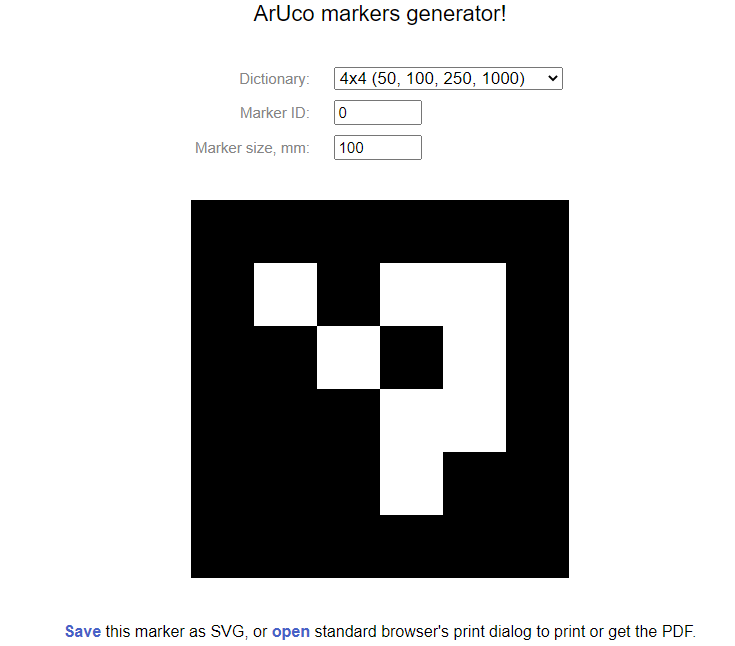 ArUco markers generator!
Dictionary: 4x4 (50, 100, 250, 1000)
Marker ID: 0
Marker size, mm: 100
Save this marker as SVG, or open standard browser's print dialog to print or get the PDF.